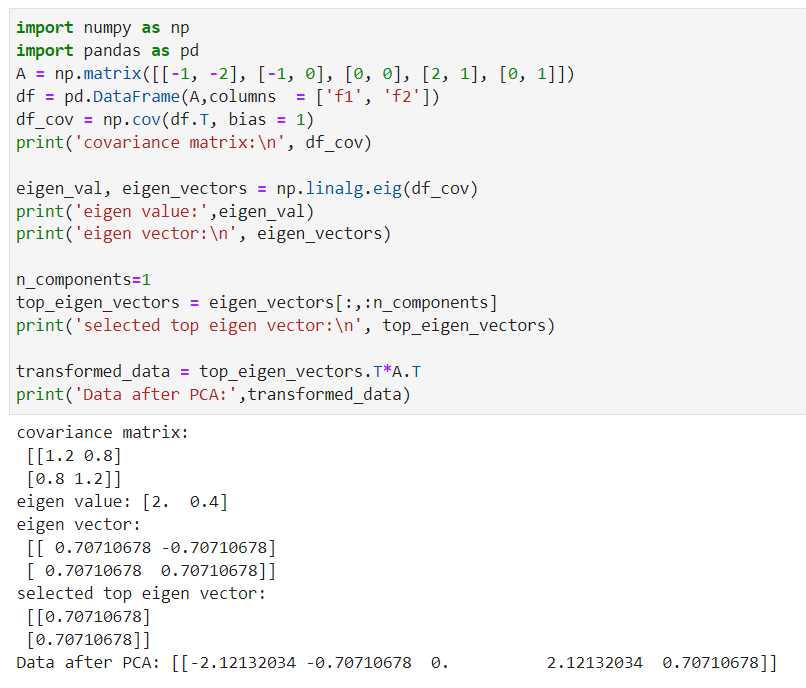 import numpy as np
import pandas as pd
A = np.matrix([[-1, -2], [-1, 0], [0, 0], [2, 1], [0, 1]])
df = pd.DataFrame(A,columns  = ['f1', 'f2'])
df_cov = np.cov(df.T, bias = 1)
print('covariance matrix:\n', df_cov)

eigen_val, eigen_vectors = np.linalg.eig(df_cov)
print('eigen value:',eigen_val)
print('eigen vector:\n', eigen_vectors)

n_components=1
top_eigen_vectors = eigen_vectors[:,:n_components]
print('selected top eigen vector:\n', top_eigen_vectors)

transformed_data = top_eigen_vectors.T*A.T
print('Data after PCA:',transformed_data)
covariance matrix:
 [[1.2 0.8]
 [0.8 1.2]]
eigen value: [2.  0.4]
eigen vector:
 [[ 0.70710678 -0.70710678]
 [ 0.70710678  0.70710678]]
selected top eigen vector:
 [[0.70710678]
 [0.70710678]]
Data after PCA: [[-2.12132034 -0.70710678  0.          2.12132034  0.70710678]]